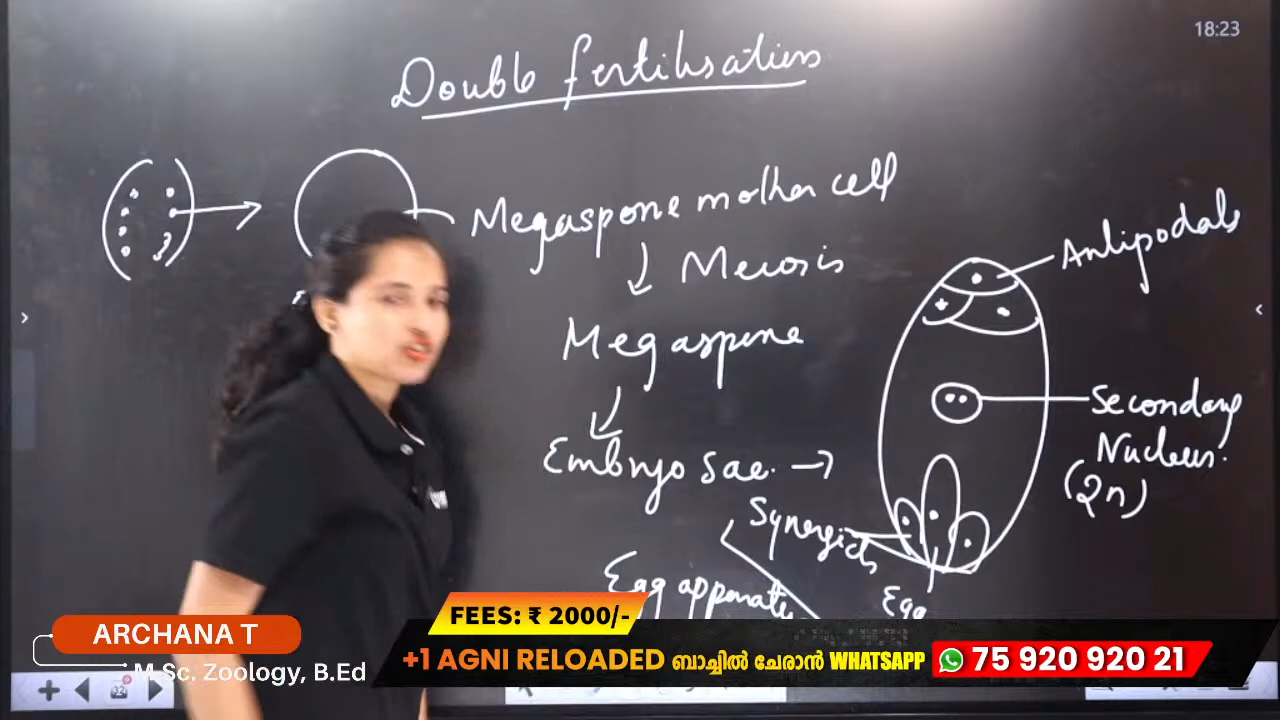 18:23
Double fertilisation
Megaspore mother cell
Meiosis
Antipodals
Megaspore
Secondary
Nucleus.
(2n)
Embryo sac
Synergids
Egg apparatus
Egg
FEES: ₹ 2000/-
ARCHANA T
M.Sc. Zoology, B.Ed
+1 AGNI RELOADED ബാച്ചിൽ ചേരാൻ WHATSAPP 75 920 920 21